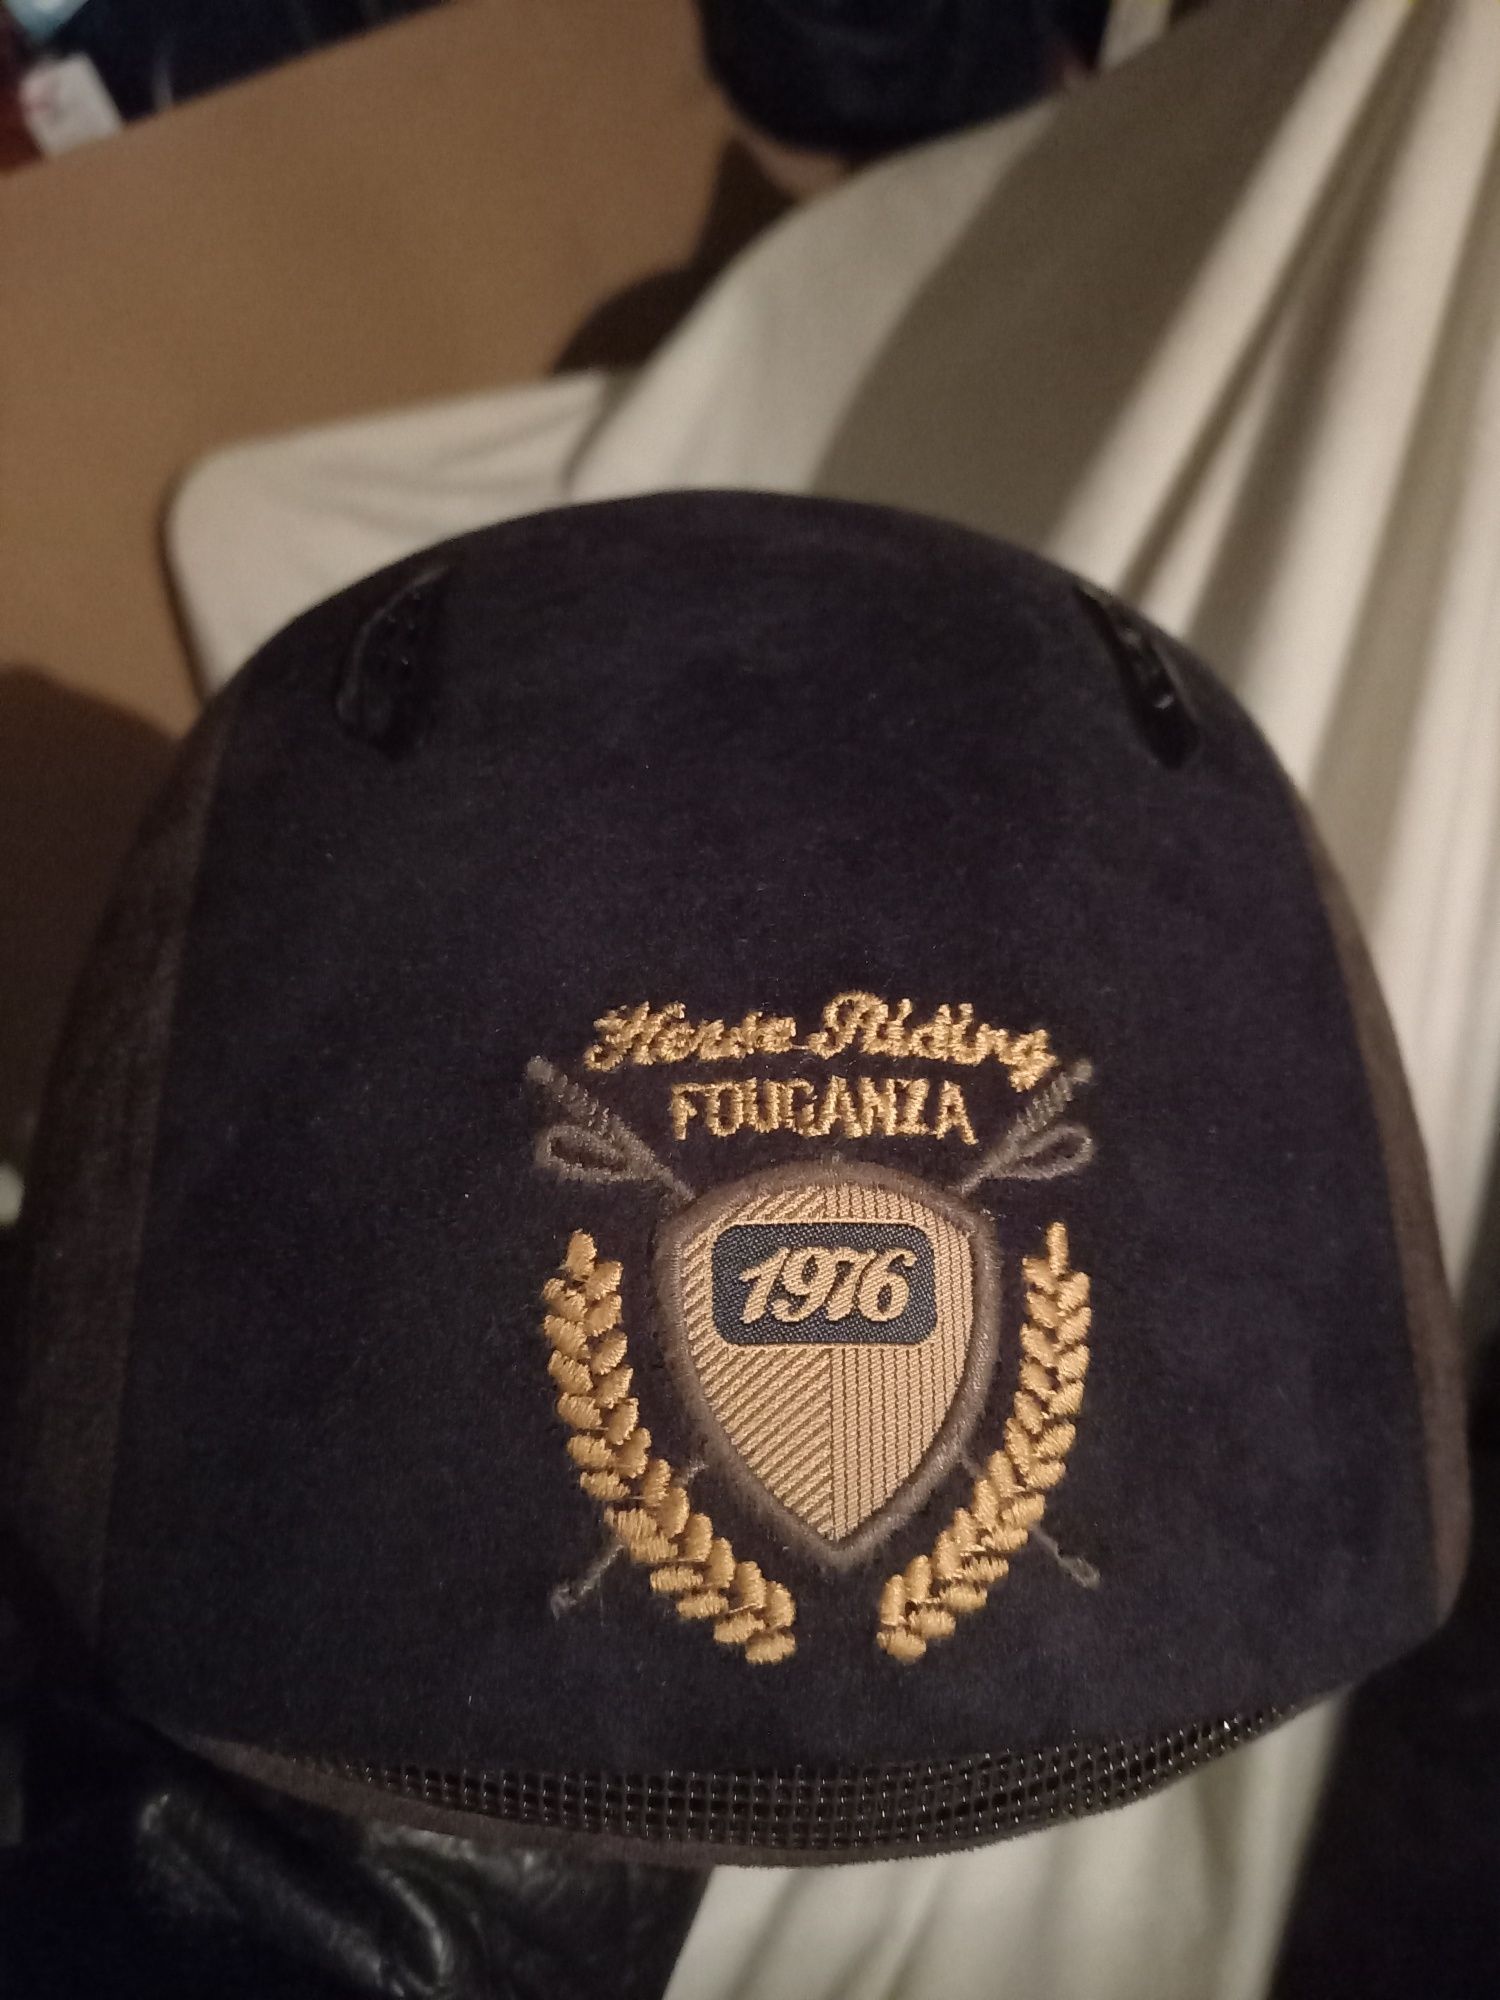 Horse Riding
FOUGANZA
1976